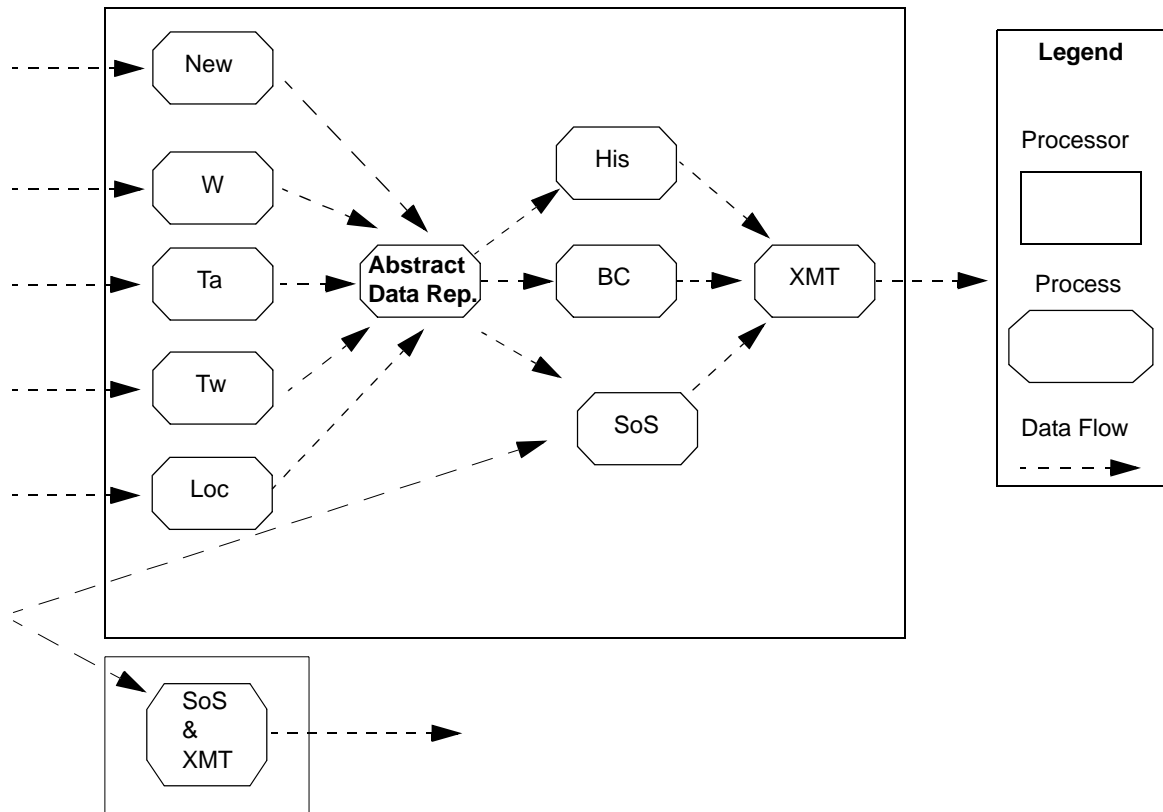 New
W
Ta
Tw
Loc
Abstract
Data Rep.
His
BC
SoS
XMT
SoS
&
XMT
Legend
Processor
Process
Data Flow